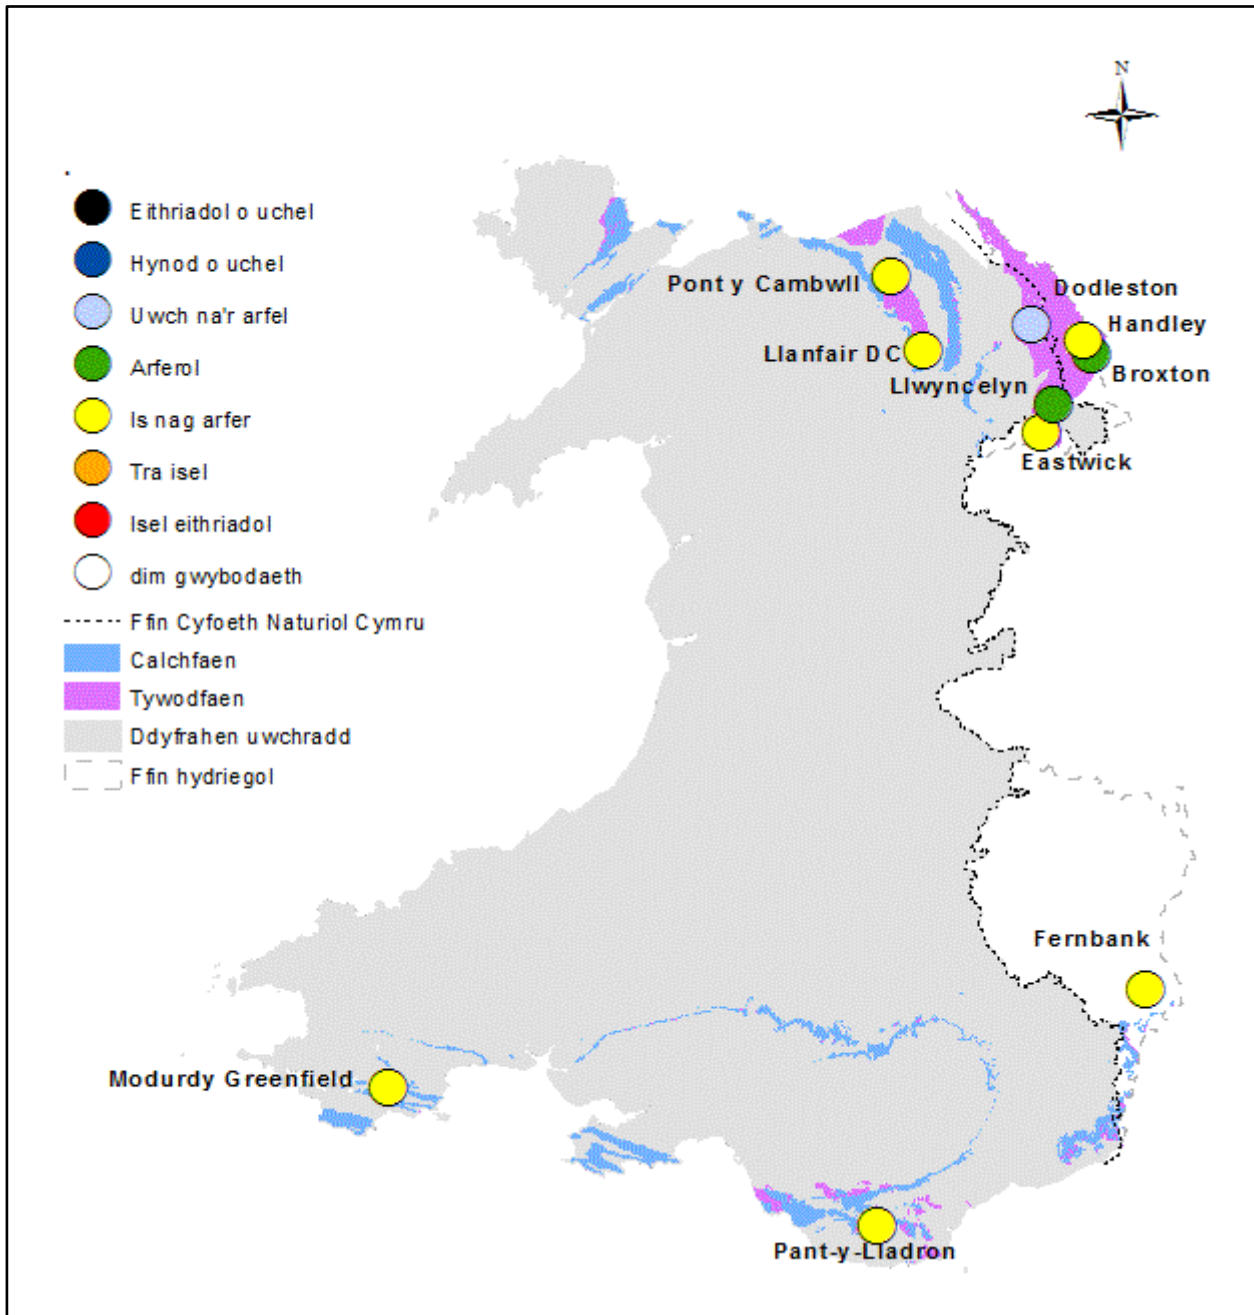 N
Eithriadol o uchel
Hynod o uchel
Uwch na'r arfel
Arferol
Is nag arfer
Tra isel
Isel eithriadol
dim gwybodaeth
Ffin Cyfoeth Naturiol Cymru
Calchfaen
Tywodfaen
Ddyfrahen uwchradd
Ffin hydriegol
Pont y Cambwll
Dodleston
Handley
Llanfair DC
Broxton
Llwyncelyn
Eastwick
Fernbank
Modurdy Greenfield
Pant-y-Lladron